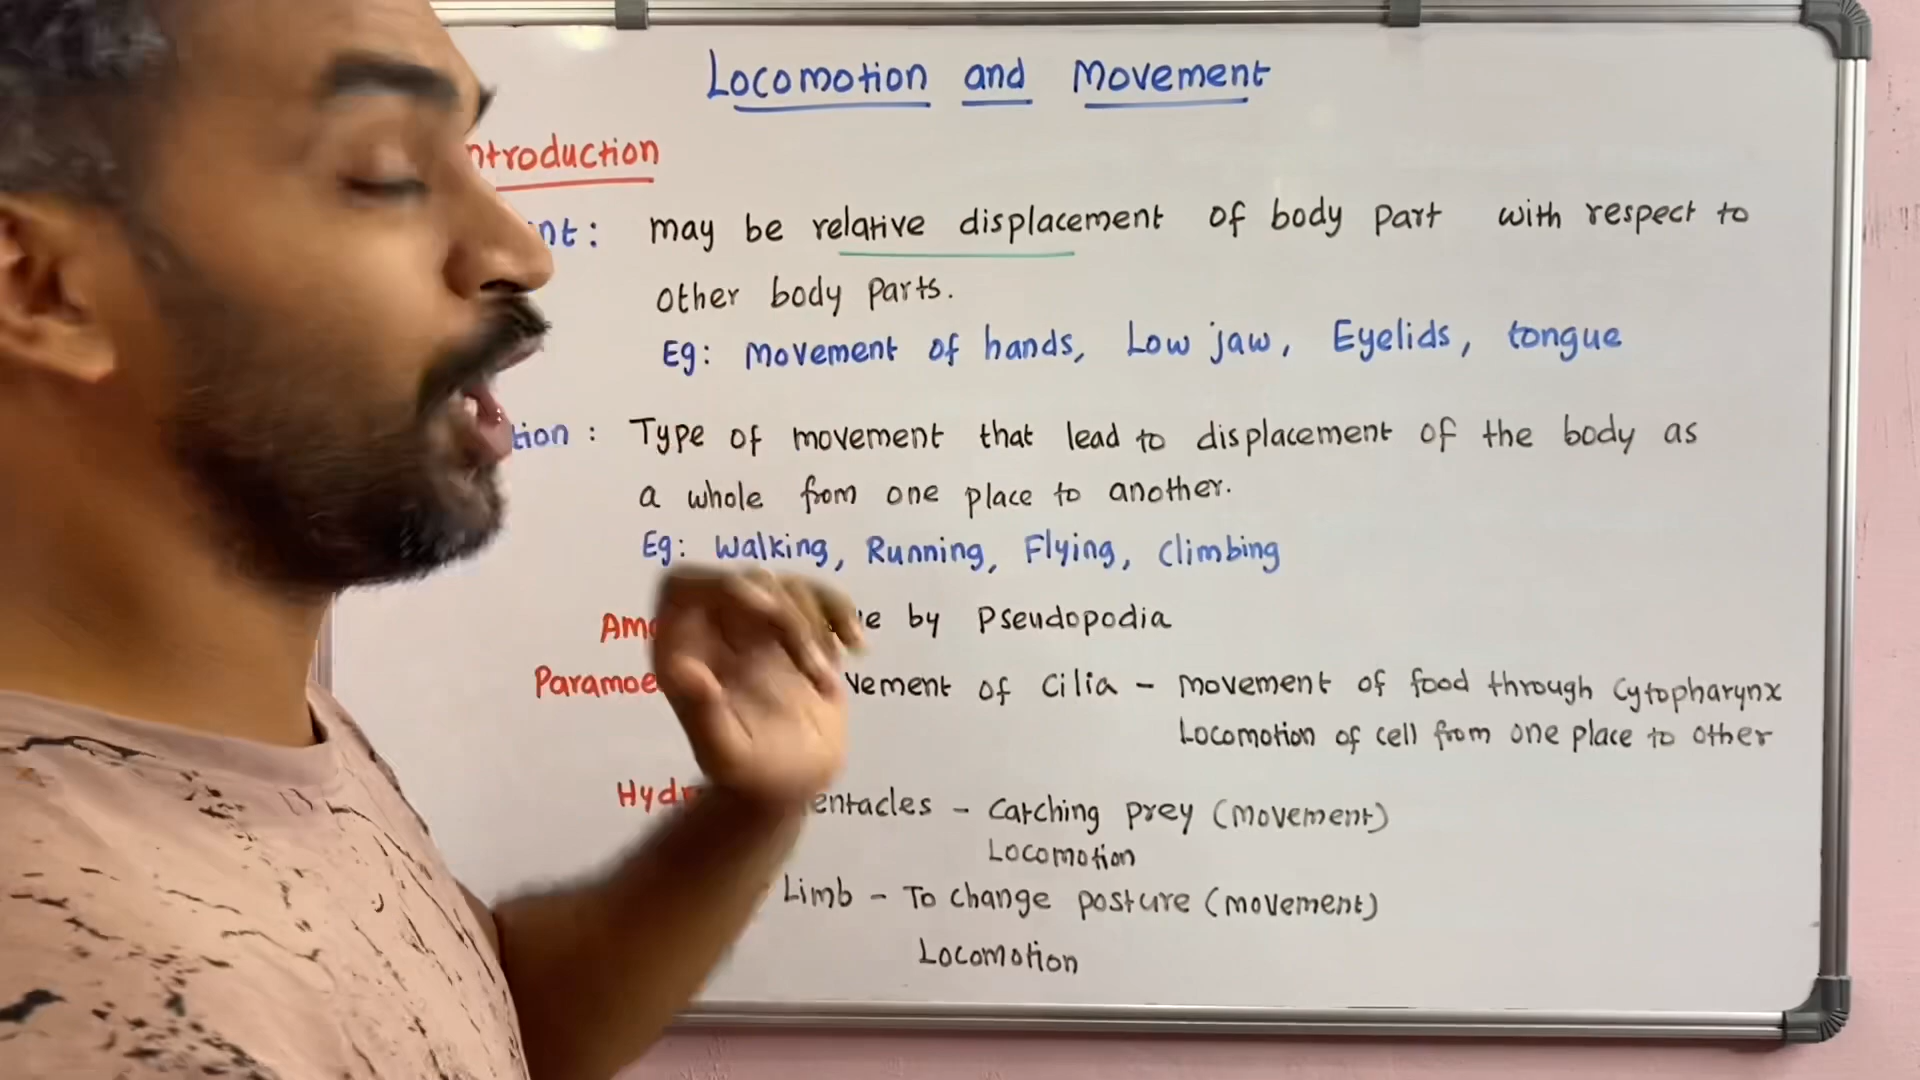 Locomotion and Movement
ntroduction
nt : may be relative displacement of body part with respect to
other body parts.
Eg: movement of hands, Low jaw, Eyelids, tongue
tion : Type of movement that lead to displacement of the body as
a whole from one place to another.
Eg: Walking, Running, Flying, climbing
by Pseudopodia
Paramoe vement of Cilia - movement of food through Cytopharynx
Locomotion of cell from one place to other
Hydr entacles - Catching prey (movement)
Locomotion
Limb - To change posture (movement)
Locomotion